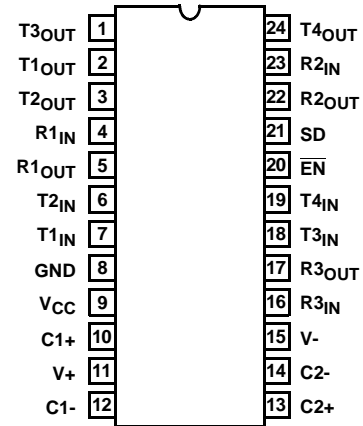 T3OUT 1 24 T4OUT
T1OUT 2 23 R2IN
T2OUT 3 22 R2OUT
R1IN 4 21 SD
R1OUT 5 20 EN
T2IN 6 19 T4IN
T1IN 7 18 T3IN
GND 8 17 R3OUT
VCC 9 16 R3IN
C1+ 10 15 V-
V+ 11 14 C2-
C1- 12 13 C2+